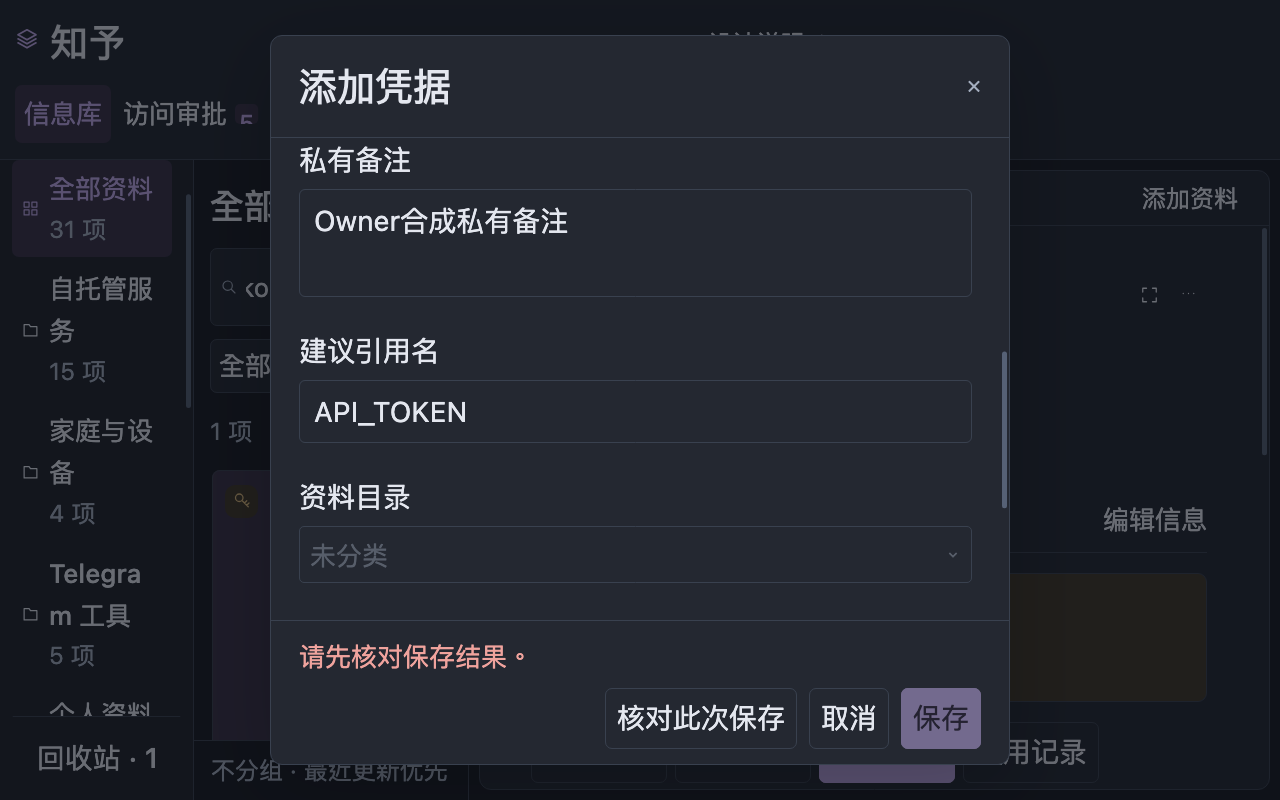 知予
信息库
访问审批
全部资料
31 项
自托管服
务
15 项
家庭与设
备
4 项
Telegra
m 工具
5 项
个人资料
回收站 · 1
全部
全部
1 项
不分组 · 最近更新优先
添加凭据
私有备注
Owner合成私有备注
建议引用名
API_TOKEN
资料目录
未分类
请先核对保存结果。
核对此次保存
取消
保存
添加资料
···
编辑信息
用记录